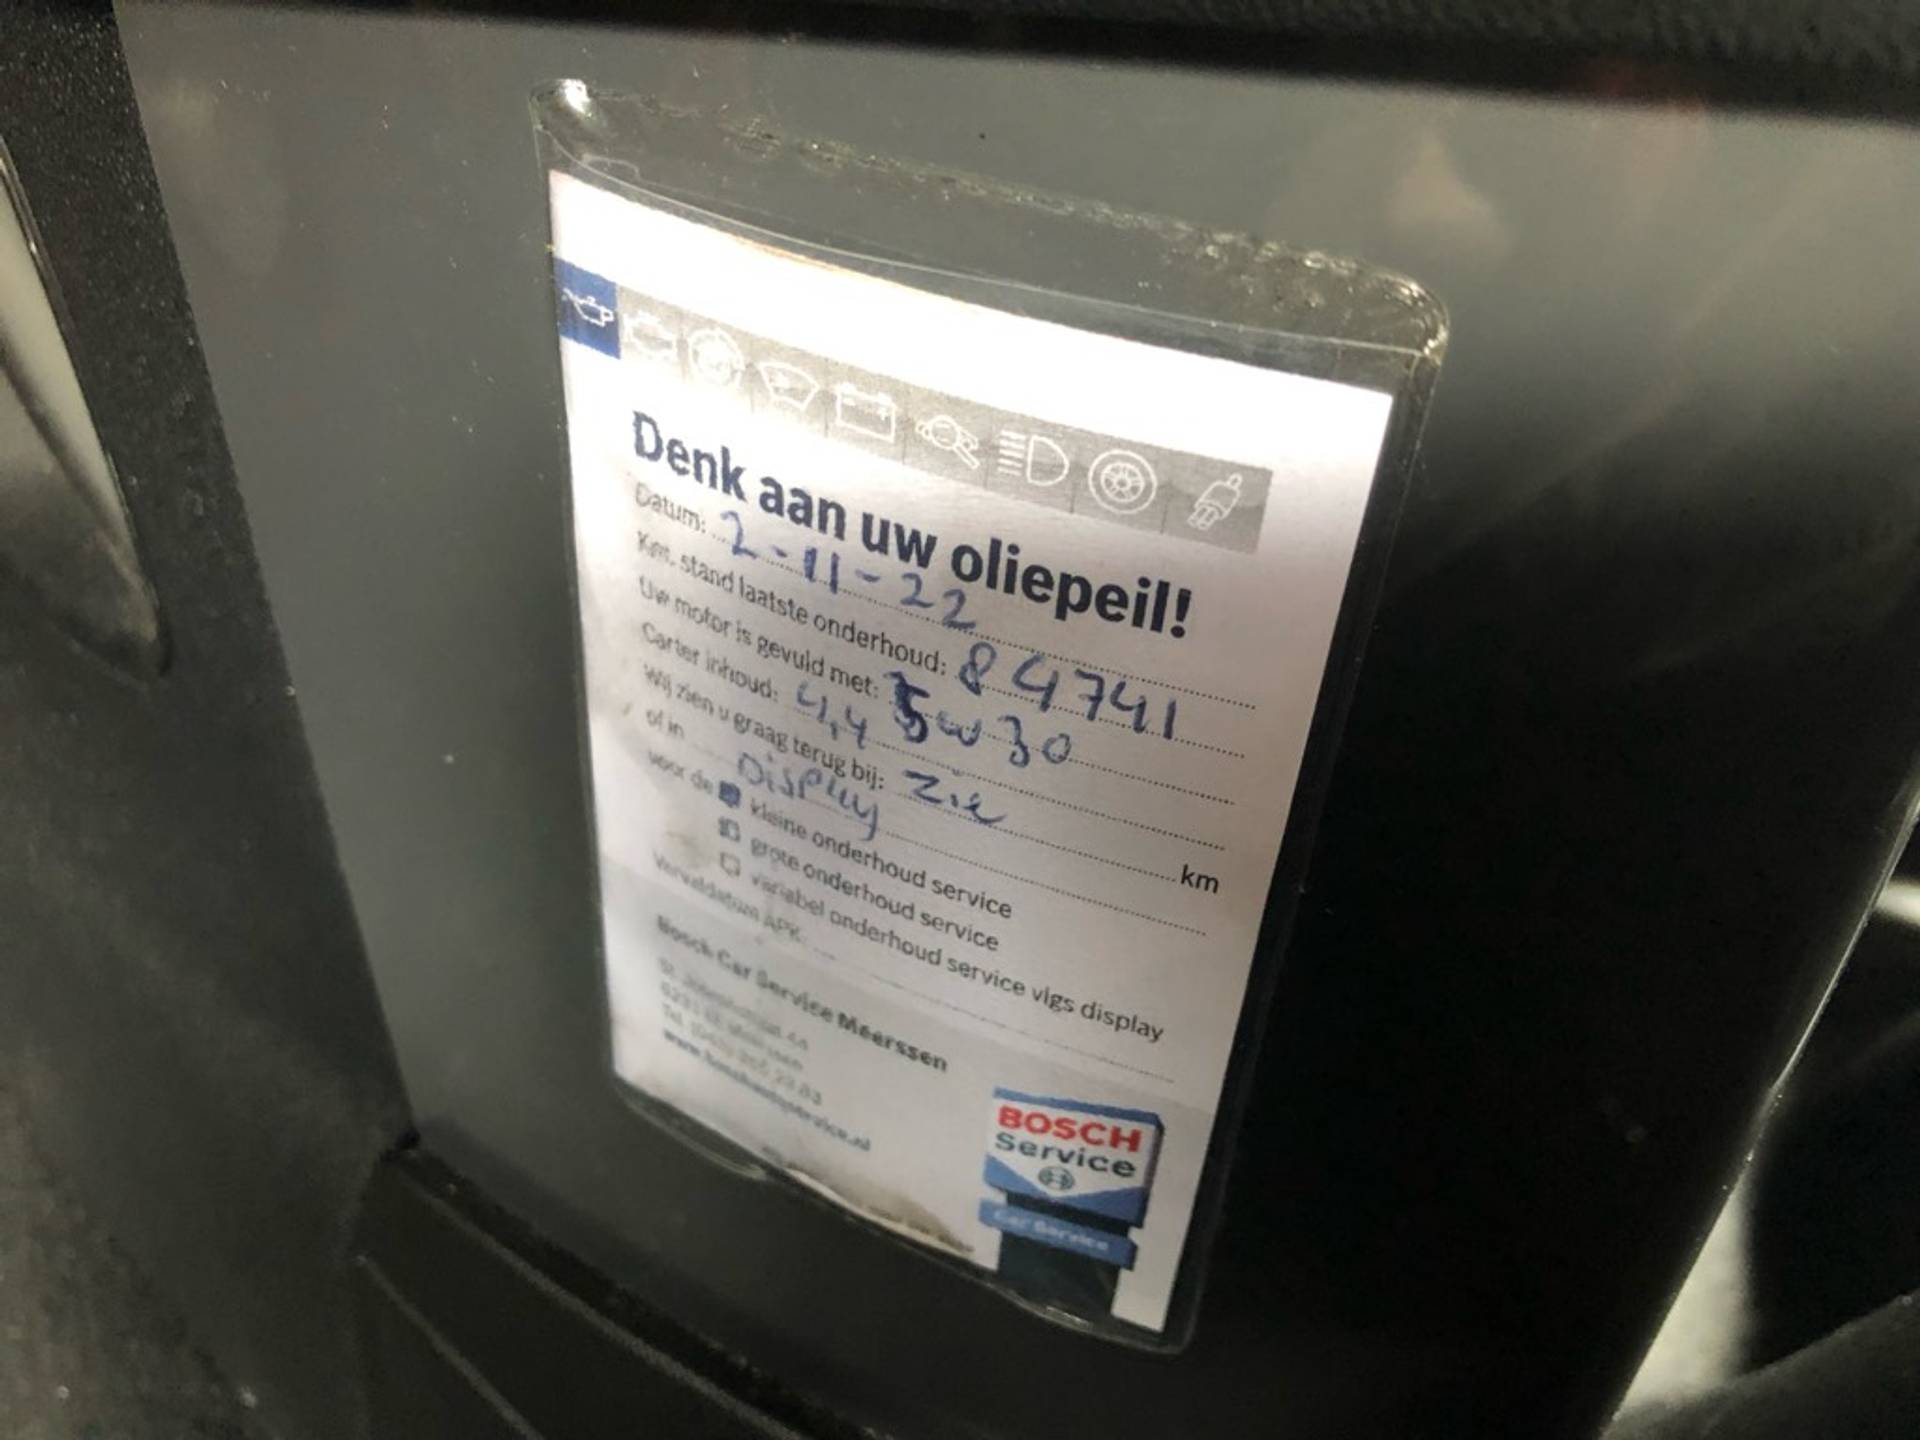 Denk aan uw oliepeil!
Datum: 2-11-22
Km. stand laatste onderhoud: 84741
Uw motor is gevuld met: 5w30
Carter inhoud: 4,4
Wij zien u graag terug bij: zie km
of in Display
voor de kleine onderhoud service
grote onderhoud service
variabel onderhoud service vlgs display
Vervaldatum APK:
Bosch Car Service Meerssen
BOSCH
Service
Car Service